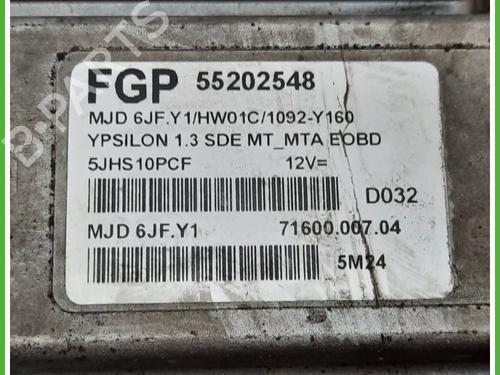 FGP 55202548
MJD 6JF.Y1/HW01C/1092-Y160
YPSILON 1.3 SDE MT_MTA EOBD
5JHS10PCF 12V=
D032
MJD 6JF.Y1 71600.007.04
5M24
B-PARTS